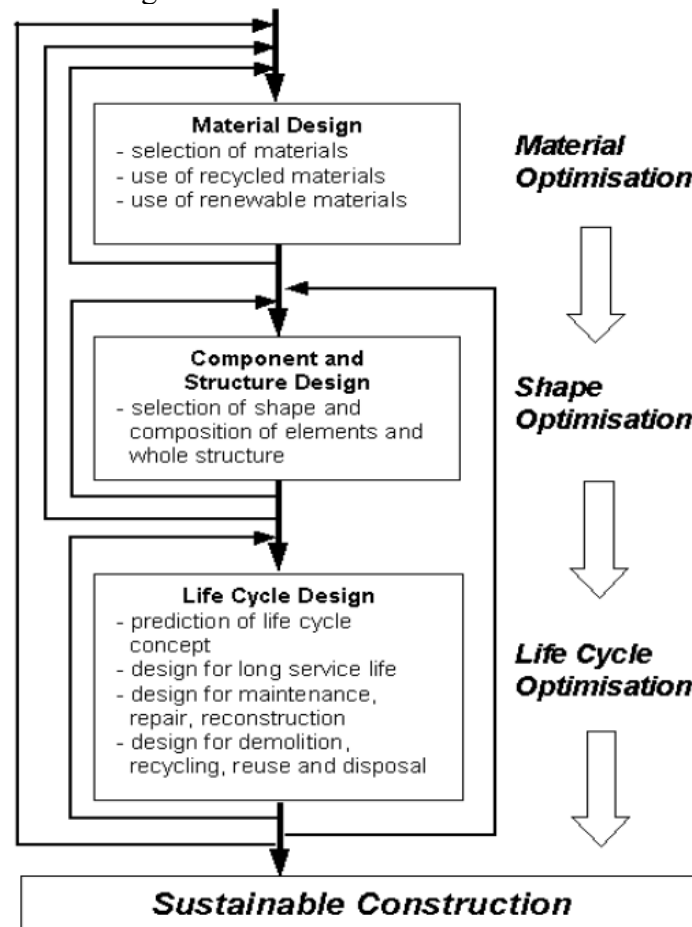 Material Design
- selection of materials
- use of recycled materials
- use of renewable materials
Material
Optimisation
Component and
Structure Design
- selection of shape and
composition of elements and
whole structure
Shape
Optimisation
Life Cycle Design
- prediction of life cycle
concept
- design for long service life
- design for maintenance,
repair, reconstruction
- design for demolition,
recycling, reuse and disposal
Life Cycle
Optimisation
Sustainable Construction